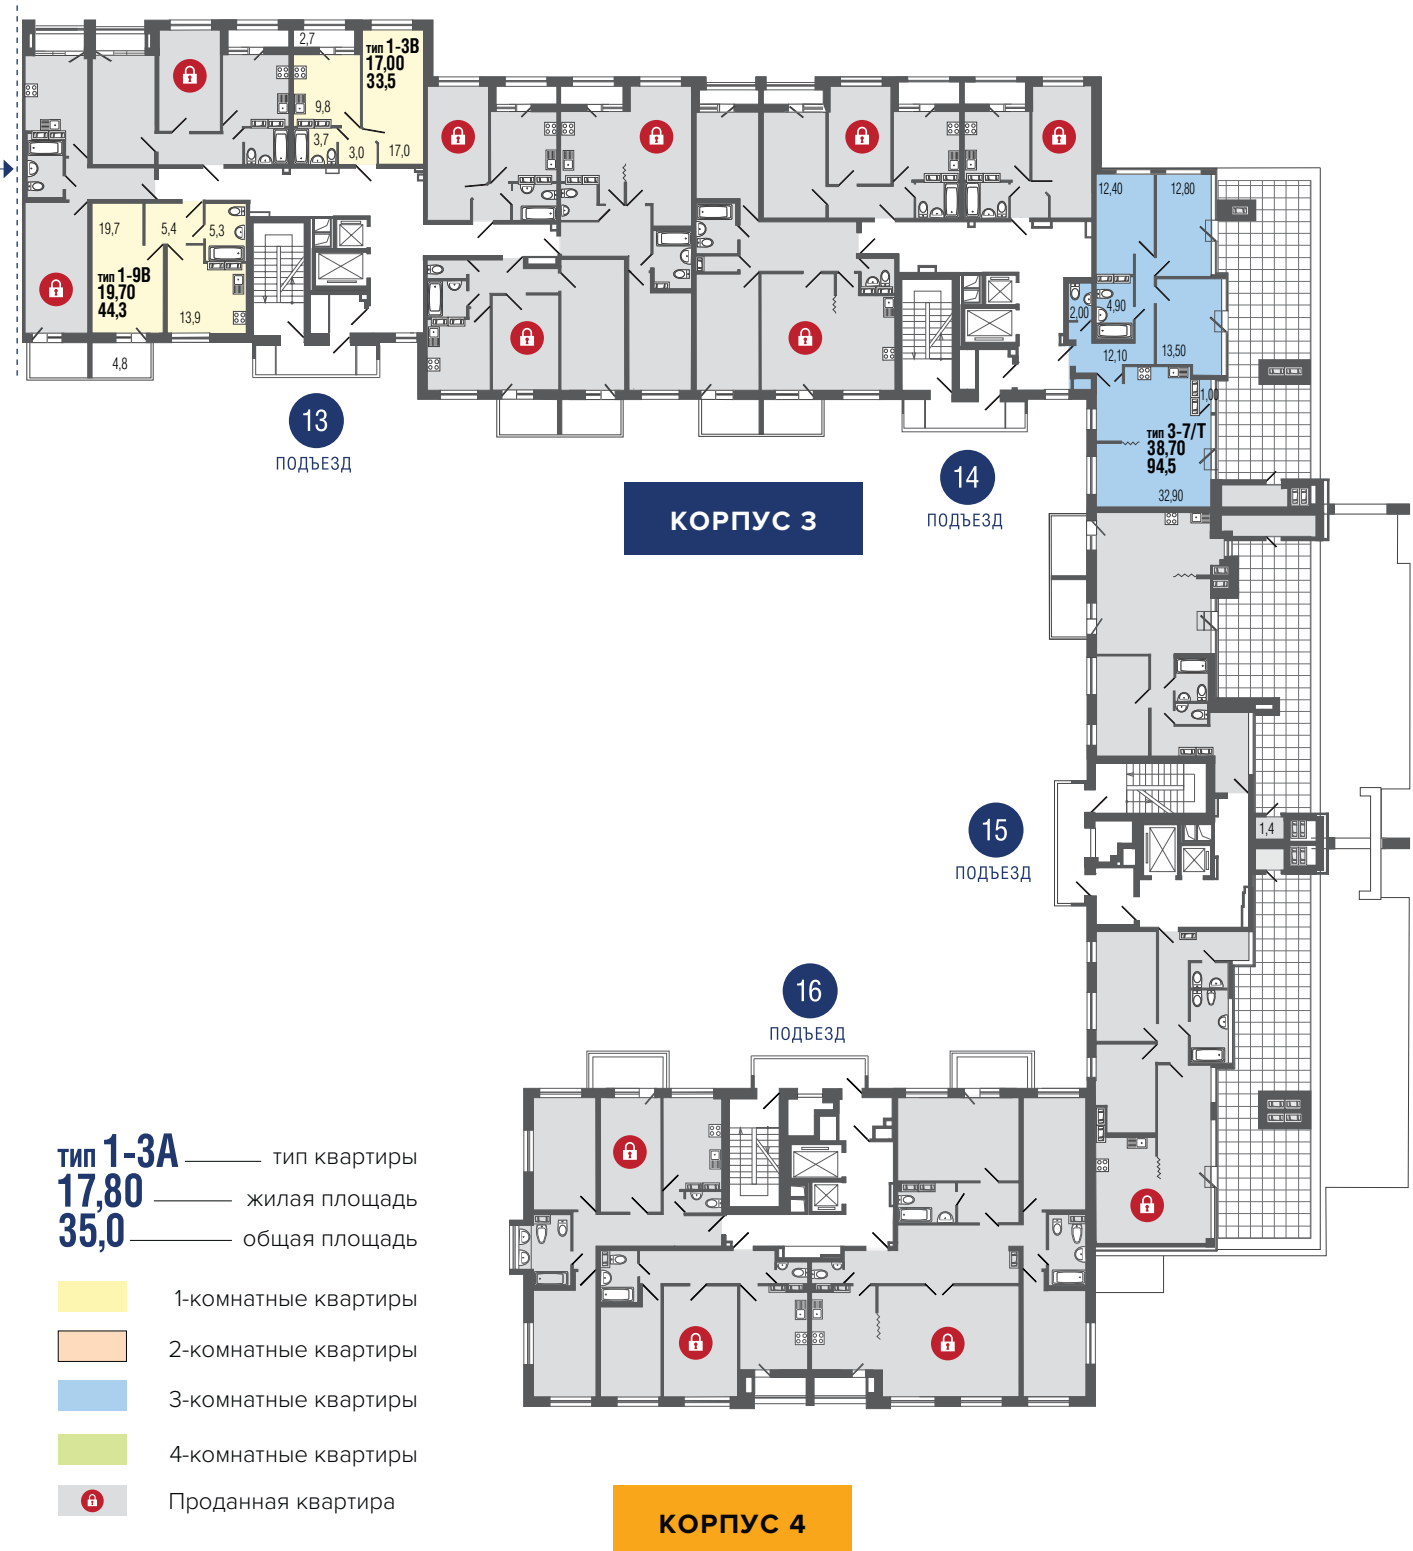 2,7
тип 1-3В
17,00
33,5
9,8
3,7
3,0
17,0
19,7
5,4
5,3
тип 1-9В
19,70
44,3
13,9
4,8
12,40
12,80
2,00
4,90
12,10
13,50
1,00
тип 3-7/Т
38,70
94,5
32,90
13
ПОДЪЕЗД
14
ПОДЪЕЗД
КОРПУС 3
15
ПОДЪЕЗД
1,4
16
ПОДЪЕЗД
тип 1-3А тип квартиры
17,80 жилая площадь
35,0 общая площадь
1-комнатные квартиры
2-комнатные квартиры
3-комнатные квартиры
4-комнатные квартиры
Проданная квартира
КОРПУС 4